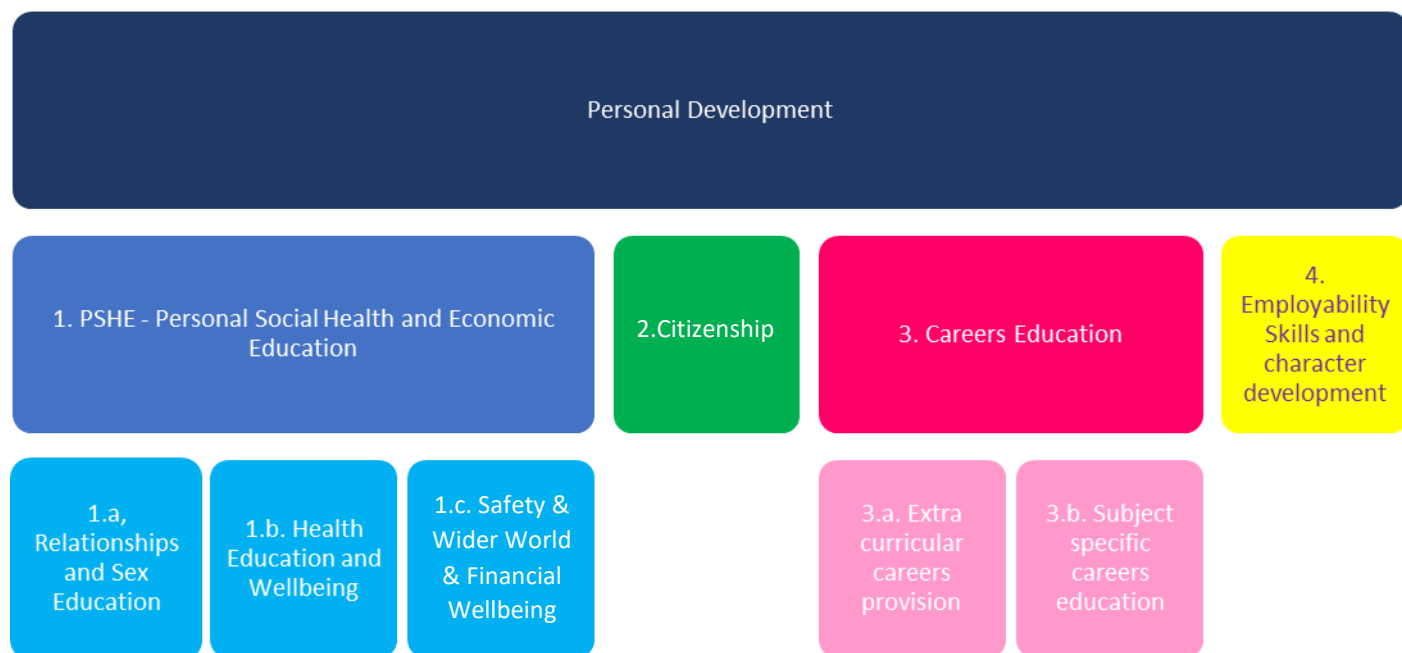 Personal Development
1. PSHE - Personal Social Health and Economic
Education
2.Citizenship
3. Careers Education
4.
Employability
Skills and
character
development
1.a,
Relationships
and Sex
Education
1.b. Health
Education and
Wellbeing
1.c. Safety &
Wider World
& Financial
Wellbeing
3.a. Extra
curricular
careers
provision
3.b. Subject
specific
careers
education